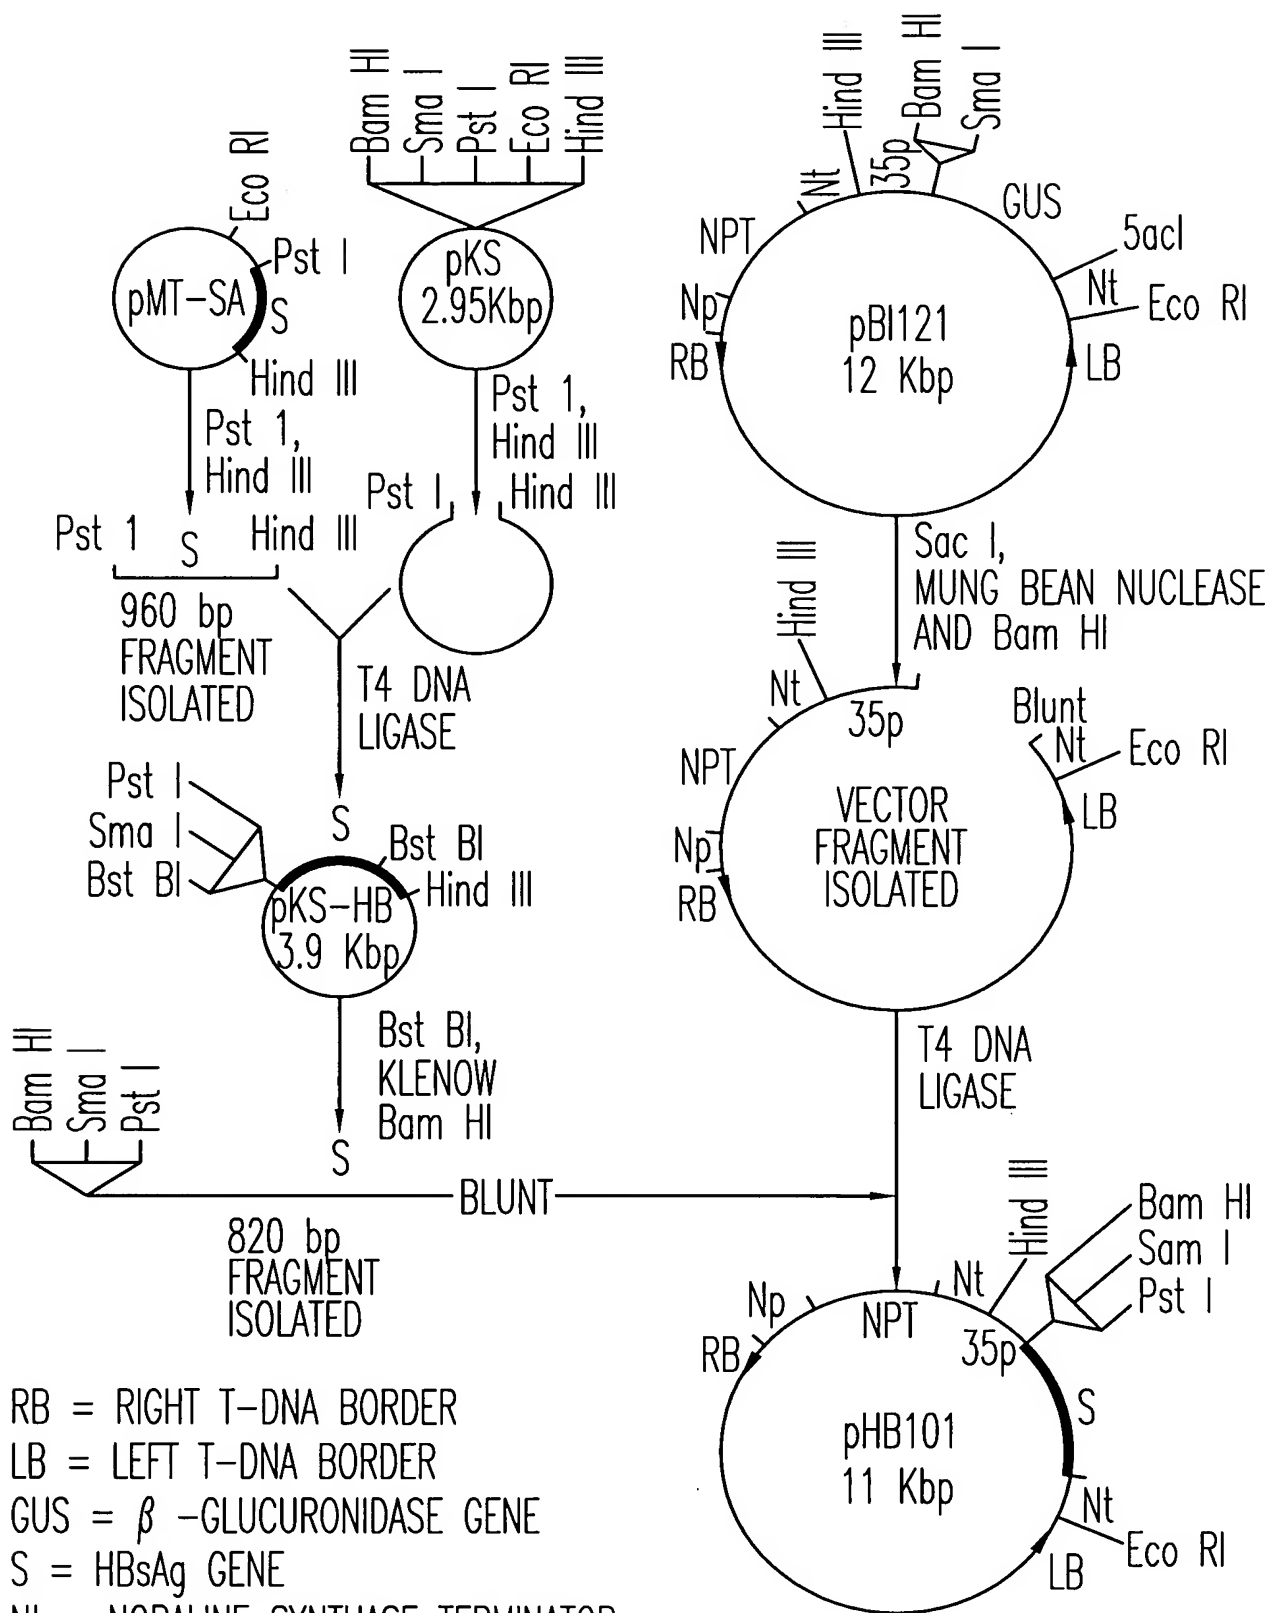 Eco RI
Pst I
pMT-SA
S
Hind III
Pst 1,
Hind III
Pst 1
S
Hind III
960 bp
FRAGMENT
ISOLATED
Bam HI
Sma I
Pst I
Eco RI
Hind III
pKS
2.95Kbp
Pst 1,
Hind III
Pst I
Hind III
T4 DNA
LIGASE
Pst I
Sma I
Bst BI
S
Bst BI
Hind III
pKS-HB
3.9 Kbp
Bst BI,
KLENOW
Bam HI
S
Bam HI
Sma I
Pst I
BLUNT
820 bp
FRAGMENT
ISOLATED
Hind III
35p
Bam HI
Sma I
Nt
GUS
NPT
5acI
Nt
Eco RI
Np
RB
LB
pBI121
12 Kbp
Sac I,
MUNG BEAN NUCLEASE
AND Bam HI
Hind III
Nt
35p
Blunt
Nt
Eco RI
NPT
LB
Np
RB
VECTOR
FRAGMENT
ISOLATED
T4 DNA
LIGASE
Hind III
Bam HI
Sam I
Pst I
Nt
Np
NPT
35p
RB
S
pHB101
11 Kbp
Nt
Eco RI
LB
RB = RIGHT T-DNA BORDER
LB = LEFT T-DNA BORDER
GUS = β -GLUCURONIDASE GENE
S = HBsAg GENE
NOPALINE SYNTHASE TERMINATOR